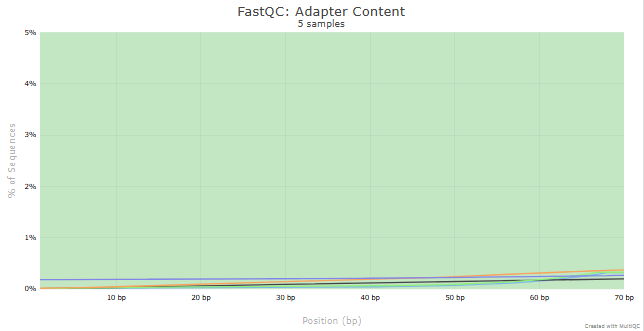 FastQC: Adapter Content
5 samples
5%
4%
3%
2%
1%
0%
% of Sequences
10 bp
20 bp
30 bp
40 bp
50 bp
60 bp
70 bp
Position (bp)
Created with MultiQC